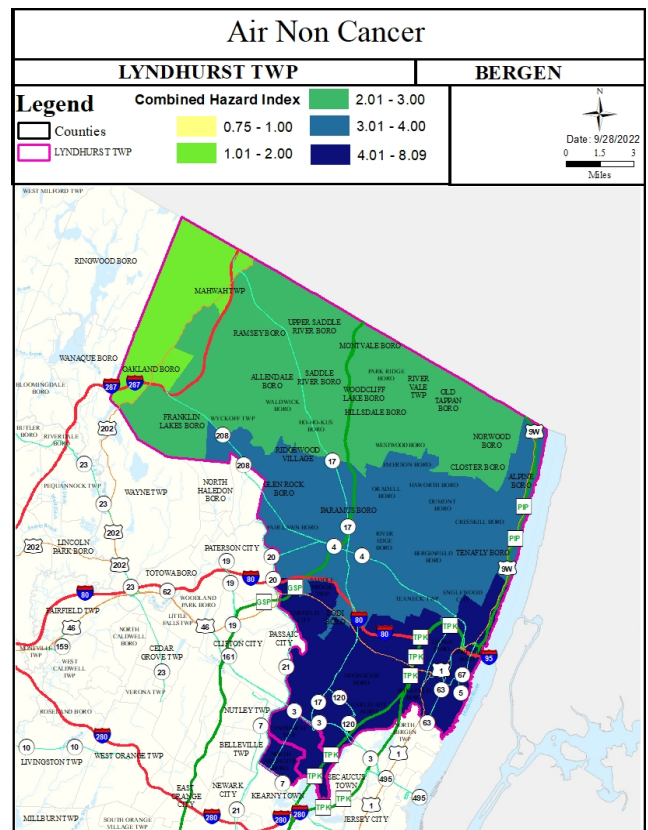 Air Non Cancer
LYNDHURST TWP
BERGEN
Legend
Combined Hazard Index
Counties
LYNDHURST TWP
0.75 - 1.00
1.01 - 2.00
2.01 - 3.00
3.01 - 4.00
4.01 - 8.09
N
Date: 9/28/2022
0 1.5 3
Miles
WEST MILFORD TWP
RINGWOOD BORO
MAHWAH TWP
UPPER SADDLE
RIVER BORO
RAMSEY BORO
MONTVALE BORO
WANAQUE BORO
OAKLAND BORO
ALLENDALE
BORO
SADDLE
RIVER BORO
PARK RIDGE
BORO
WOODCLIFF
LAKE BORO
RIVER
VALE
TWP
OLD
TAPPAN
BORO
BLOOMINGDALE
BORO
287
287
WALDWICK
BORO
HILLSDALE BORO
FRANKLIN
LAKES BORO
WYCKOFF TWP
HO-HO-KUS
BORO
BUTLER
BORO
RIVERDALE
BORO
202
208
NORWOOD
BORO
9W
RIDGEWOOD
VILLAGE
WESTWOOD BORO
EMERSON BORO
CLOSTER BORO
23
208
17
ALPINE
BORO
PEQUANNOCK TWP
WAYNE TWP
NORTH
HALEDON
BORO
GLEN ROCK
BORO
ORADELL
BORO
HAWORTH BORO
23
DUMONT
BORO
PIP
PARAMUS BORO
CRESSKILL BORO
202
202
17
FAIR LAWN BORO
RIVER
EDGE
BORO
PIP
LINCOLN
PARK BORO
PATERSON CITY
4
4
BERGENFIELD
BORO
TENAFLY BORO
202
TOTOWA BORO
19
20
9W
23
62
19
80
20
80
WOODLAND
PARK BORO
GSP
GSP
TEANECK TWP
ENGLEWOOD
FAIRFIELD TWP
LITTLE
FALLS TWP
46
46
19
LODI
BORO
80
80
TPK
TPK
NORTH
CALDWELL
BORO
PASSAIC
CITY
CLIFTON CITY
159
CEDAR
GROVE TWP
161
TPK
95
WEST
CALDWELL
TWP
23
21
TPK
1
67
63
5
VERONA TWP
ROSELAND BORO
NUTLEY TWP
17
120
3
3
120
63
NORTH
BERGEN
TWP
BELLEVILLE
TWP
7
280
10
10
WEST ORANGE TWP
LIVINGSTON TWP
TPK
3
1
7
TPK
SECAUCUS
TOWN
495
EAST
ORANGE
CITY
NEWARK
CITY
KEARNY TOWN
TPK
TPK
495
MILLBURN TWP
SOUTH ORANGE
VILLAGE TWP
280
21
280
280
1
JERSEY CITY